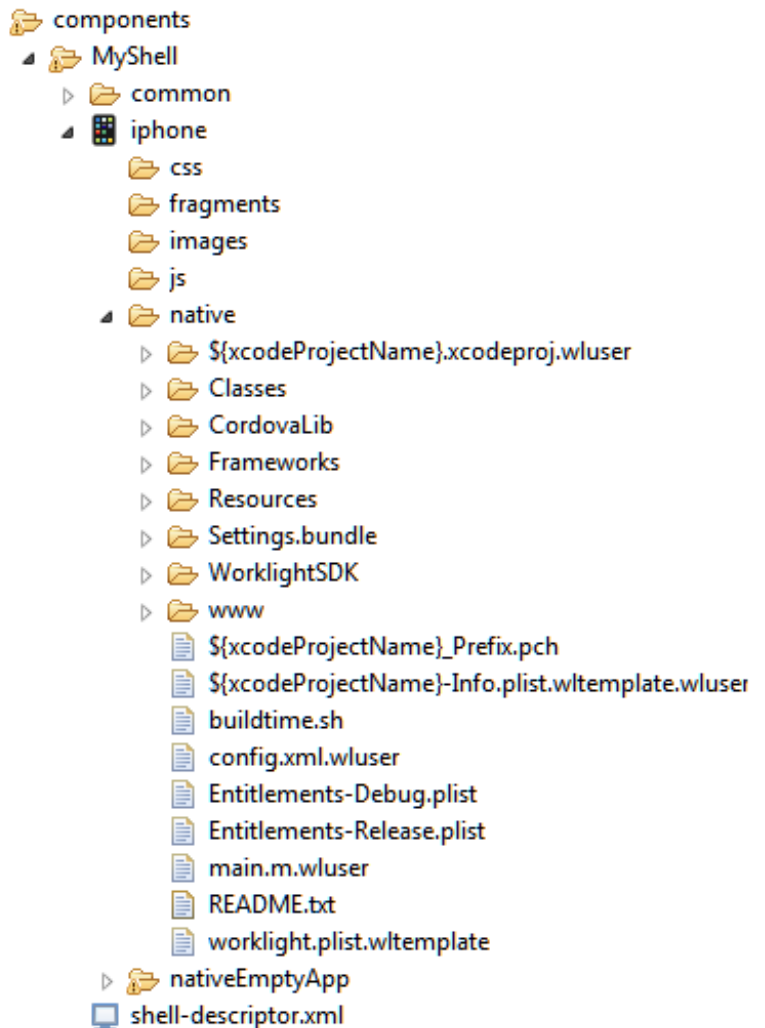 components
MyShell
common
iphone
css
fragments
images
js
native
${xcodeProjectName}.xcodeproj.wluser
Classes
CordovaLib
Frameworks
Resources
Settings.bundle
WorklightSDK
www
${xcodeProjectName}_Prefix.pch
${xcodeProjectName}-Info.plist.wltemplate.wluser
buildtime.sh
config.xml.wluser
Entitlements-Debug.plist
Entitlements-Release.plist
main.m.wluser
README.txt
worklight.plist.wltemplate
nativeEmptyApp
shell-descriptor.xml